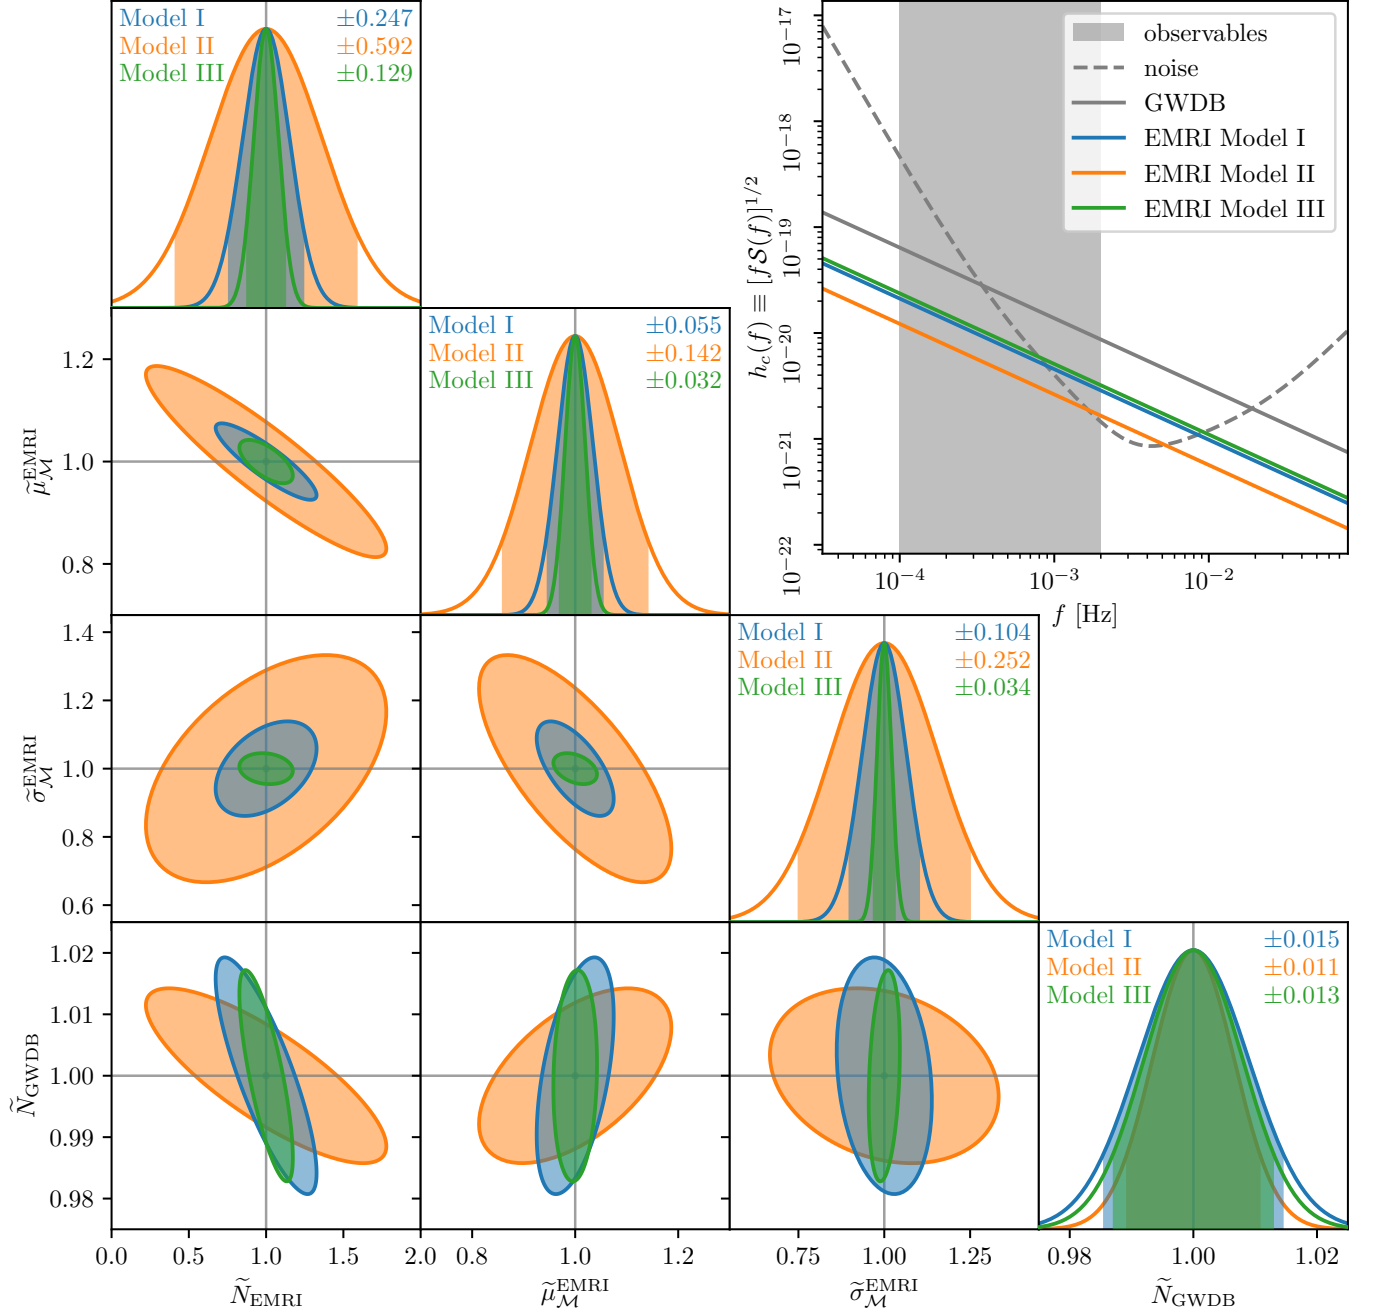 Model I ±0.247
Model II ±0.592
Model III ±0.129
10⁻¹⁷
10⁻¹⁸
10⁻¹⁹
10⁻²⁰
10⁻²¹
10⁻²²
h_c(f) ≡ [fS(f)]^{1/2}
observables
noise
GWDB
EMRI Model I
EMRI Model II
EMRI Model III
10⁻⁴ 10⁻³ 10⁻²
f [Hz]
Model I ±0.055
Model II ±0.142
Model III ±0.032
1.2
1.0
0.8
μ̃_M^EMRI
Model I ±0.104
Model II ±0.252
Model III ±0.034
1.4
1.2
1.0
0.8
0.6
σ̃_M^EMRI
Model I ±0.015
Model II ±0.011
Model III ±0.013
1.02
1.01
1.00
0.99
0.98
Ñ_GWDB
0.0 0.5 1.0 1.5 2.0 0.8 1.0 1.2 0.75 1.00 1.25 0.98 1.00 1.02
Ñ_EMRI μ̃_M^EMRI σ̃_M^EMRI Ñ_GWDB